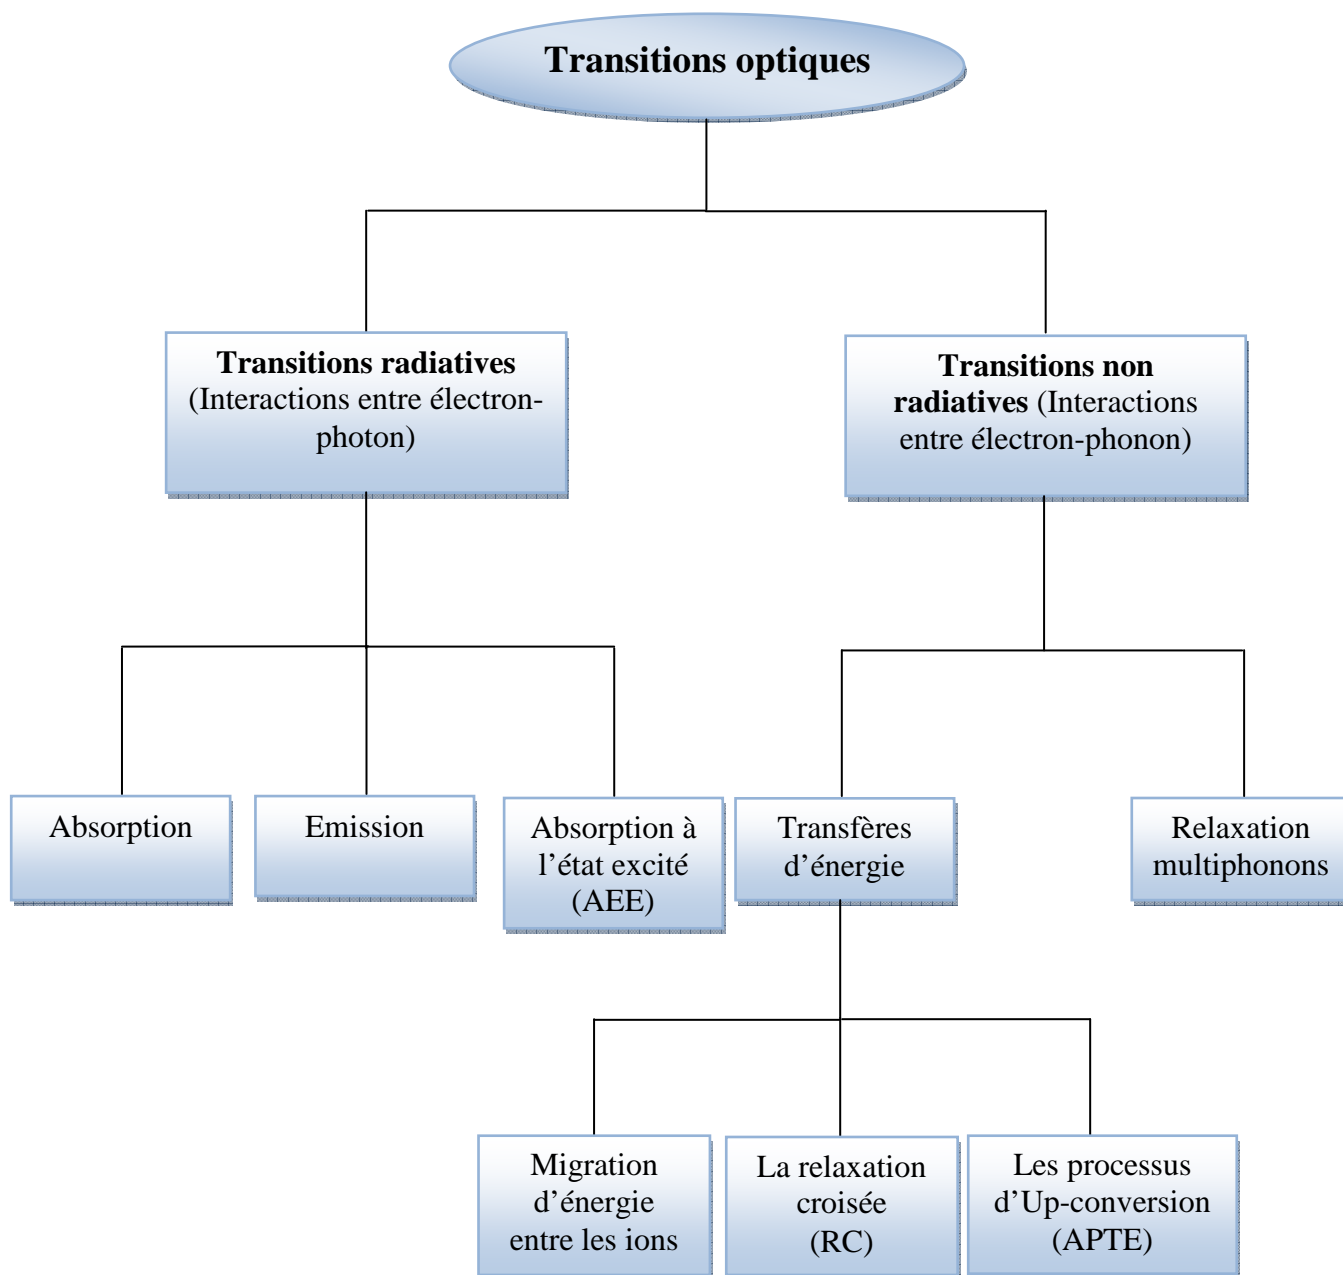 Transitions optiques
Transitions radiatives
(Interactions entre électron-
photon)
Transitions non
radiatives (Interactions
entre électron-phonon)
Absorption
Emission
Absorption à
l’état excité
(AEE)
Transfères
d’énergie
Relaxation
multiphonons
Migration
d’énergie
entre les ions
La relaxation
croisée
(RC)
Les processus
d’Up-conversion
(APTE)